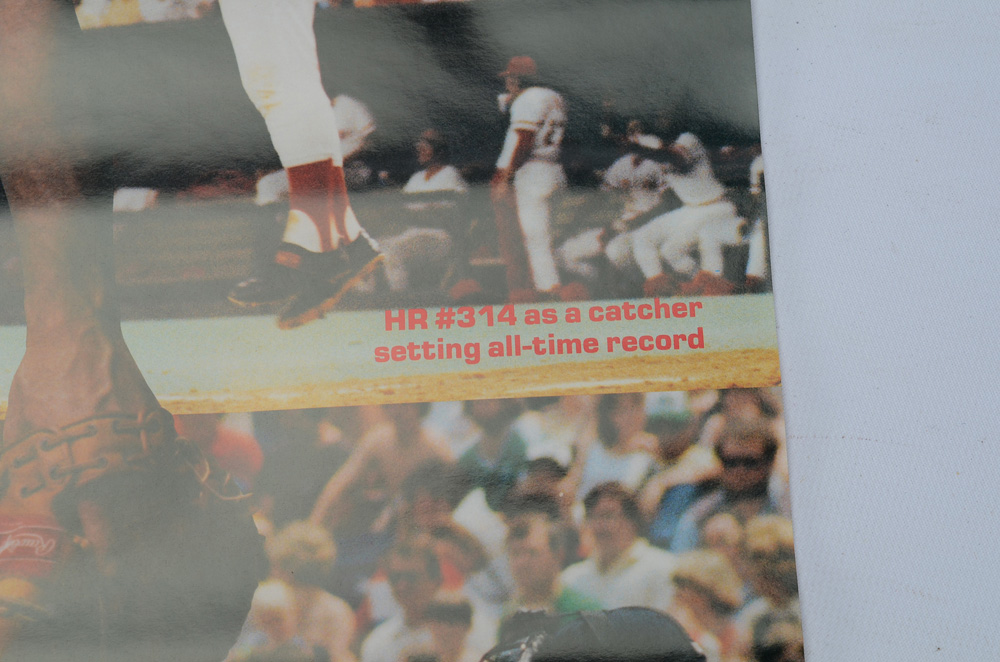 HR #314 as a catcher
setting all-time record